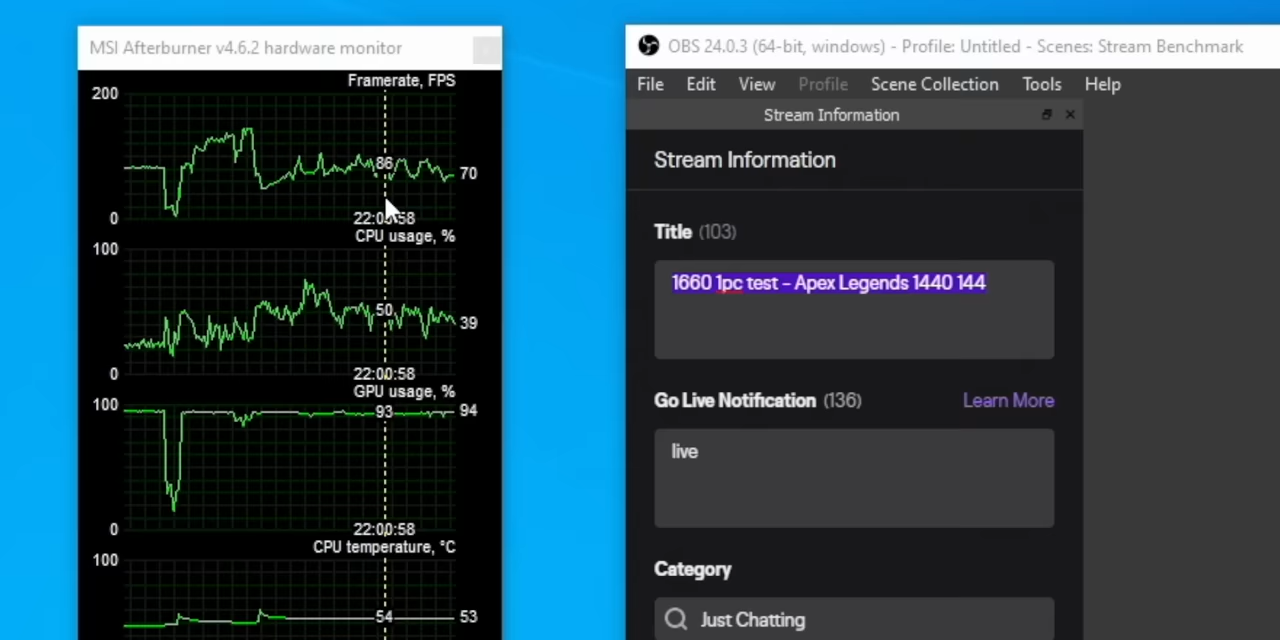 MSI Afterburner v4.6.2 hardware monitor
Framerate, FPS
200
86
70
0
22:00:58
CPU usage, %
100
50
39
0
22:00:58
GPU usage, %
100
93
94
0
22:00:58
CPU temperature, °C
100
54
53
OBS 24.0.3 (64-bit, windows) - Profile: Untitled - Scenes: Stream Benchmark
File Edit View Profile Scene Collection Tools Help
Stream Information
Stream Information
Title (103)
1660 1pc test – Apex Legends 1440 144
Go Live Notification (136) Learn More
live
Category
Just Chatting